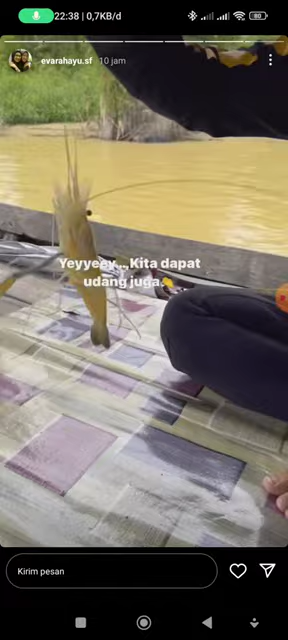 22:38 | 0,7KB/d
80
evarahayu.sf 10 jam
Yeyyeey...,Kita dapat
udang juga.
Kirim pesan